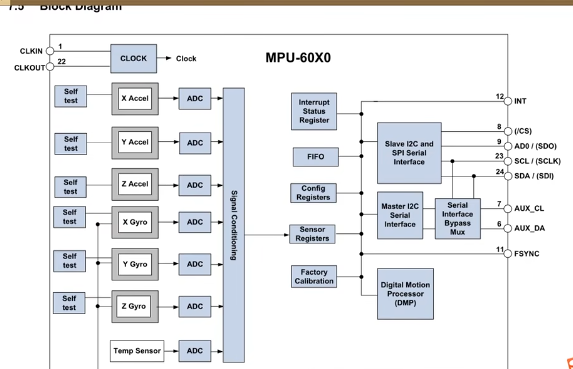 7.5 Block Diagram
MPU-60X0
CLKIN
1
CLKOUT
22
CLOCK
Clock
Self
test
X Accel
ADC
Self
test
Y Accel
ADC
Self
test
Z Accel
ADC
Self
test
X Gyro
ADC
Self
test
Y Gyro
ADC
Self
test
Z Gyro
ADC
Temp Sensor
ADC
Signal Conditioning
Interrupt
Status
Register
FIFO
Config
Registers
Sensor
Registers
Factory
Calibration
Slave I2C and
SPI Serial
Interface
Master I2C
Serial
Interface
Serial
Interface
Bypass
Mux
Digital Motion
Processor
(DMP)
12
INT
8
(/CS)
9
AD0 / (SDO)
23
SCL / (SCLK)
24
SDA / (SDI)
7
AUX_CL
6
AUX_DA
11
FSYNC